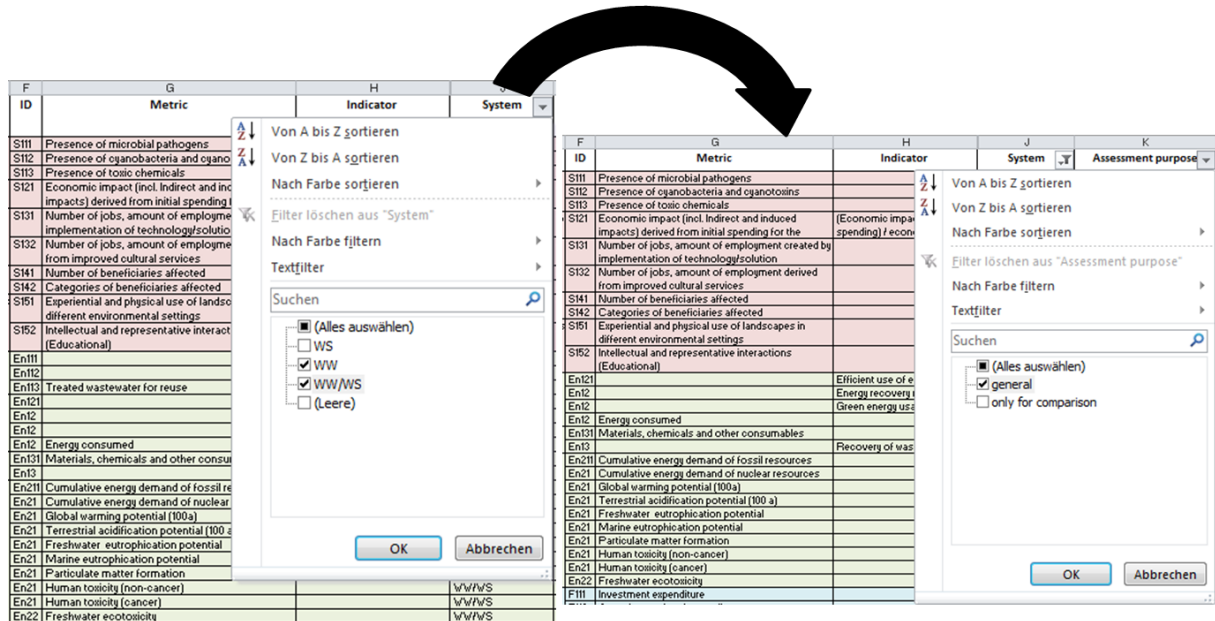 F G H J
ID Metric Indicator System
S111 Presence of microbial pathogens
S112 Presence of cyanobacteria and cyano
S113 Presence of toxic chemicals
S121 Economic impact (incl. Indirect and ind
impacts) derived from initial spending
S131 Number of jobs, amount of employme
implementation of technology/solutio
S132 Number of jobs, amount of employme
from improved cultural services
S141 Number of beneficiaries affected
S142 Categories of beneficiaries affected
S151 Experiential and physical use of landsc
different environmental settings
S152 Intellectual and representative interact
(Educational)
En111
En112
En113 Treated wastewater for reuse
En121
En12
En12
En12 Energy consumed
En131 Materials, chemicals and other consu
En13
En211 Cumulative energy demand of fossil re
En21 Cumulative energy demand of nuclear
En21 Global warming potential (100a)
En21 Terrestrial acidification potential (100 a
En21 Freshwater eutrophication potential
En21 Marine eutrophication potential
En21 Particulate matter formation
En21 Human toxicity (non-cancer) WW/WS
En21 Human toxicity (cancer) WW/WS
En22 Freshwater ecotoxicity WW/WS
Von A bis Z sortieren
Von Z bis A sortieren
Nach Farbe sortieren
Filter löschen aus "System"
Nach Farbe filtern
Textfilter
Suchen
(Alles auswählen)
WS
WW
WW/WS
(Leere)
OK Abbrechen
F G H J K
ID Metric Indicator System Assessment purpose
S111 Presence of microbial pathogens
S112 Presence of cyanobacteria and cyanotoxins
S113 Presence of toxic chemicals
S121 Economic impact (incl. Indirect and induced (Economic impa
impacts) derived from initial spending for the spending) / econ
S131 Number of jobs, amount of employment created by
implementation of technology/solution
S132 Number of jobs, amount of employment derived
from improved cultural services
S141 Number of beneficiaries affected
S142 Categories of beneficiaries affected
S151 Experiential and physical use of landscapes in
different environmental settings
S152 Intellectual and representative interactions
(Educational)
En121 Efficient use of e
En12 Energy recovery
En12 Green energy usa
En12 Energy consumed
En131 Materials, chemicals and other consumables
En13 Recovery of was
En211 Cumulative energy demand of fossil resources
En21 Cumulative energy demand of nuclear resources
En21 Global warming potential (100a)
En21 Terrestrial acidification potential (100 a)
En21 Freshwater eutrophication potential
En21 Marine eutrophication potential
En21 Particulate matter formation
En21 Human toxicity (non-cancer)
En21 Human toxicity (cancer)
En22 Freshwater ecotoxicity
F111 Investment expenditure
Von A bis Z sortieren
Von Z bis A sortieren
Nach Farbe sortieren
Filter löschen aus "Assessment purpose"
Nach Farbe filtern
Textfilter
Suchen
(Alles auswählen)
general
only for comparison
OK Abbrechen